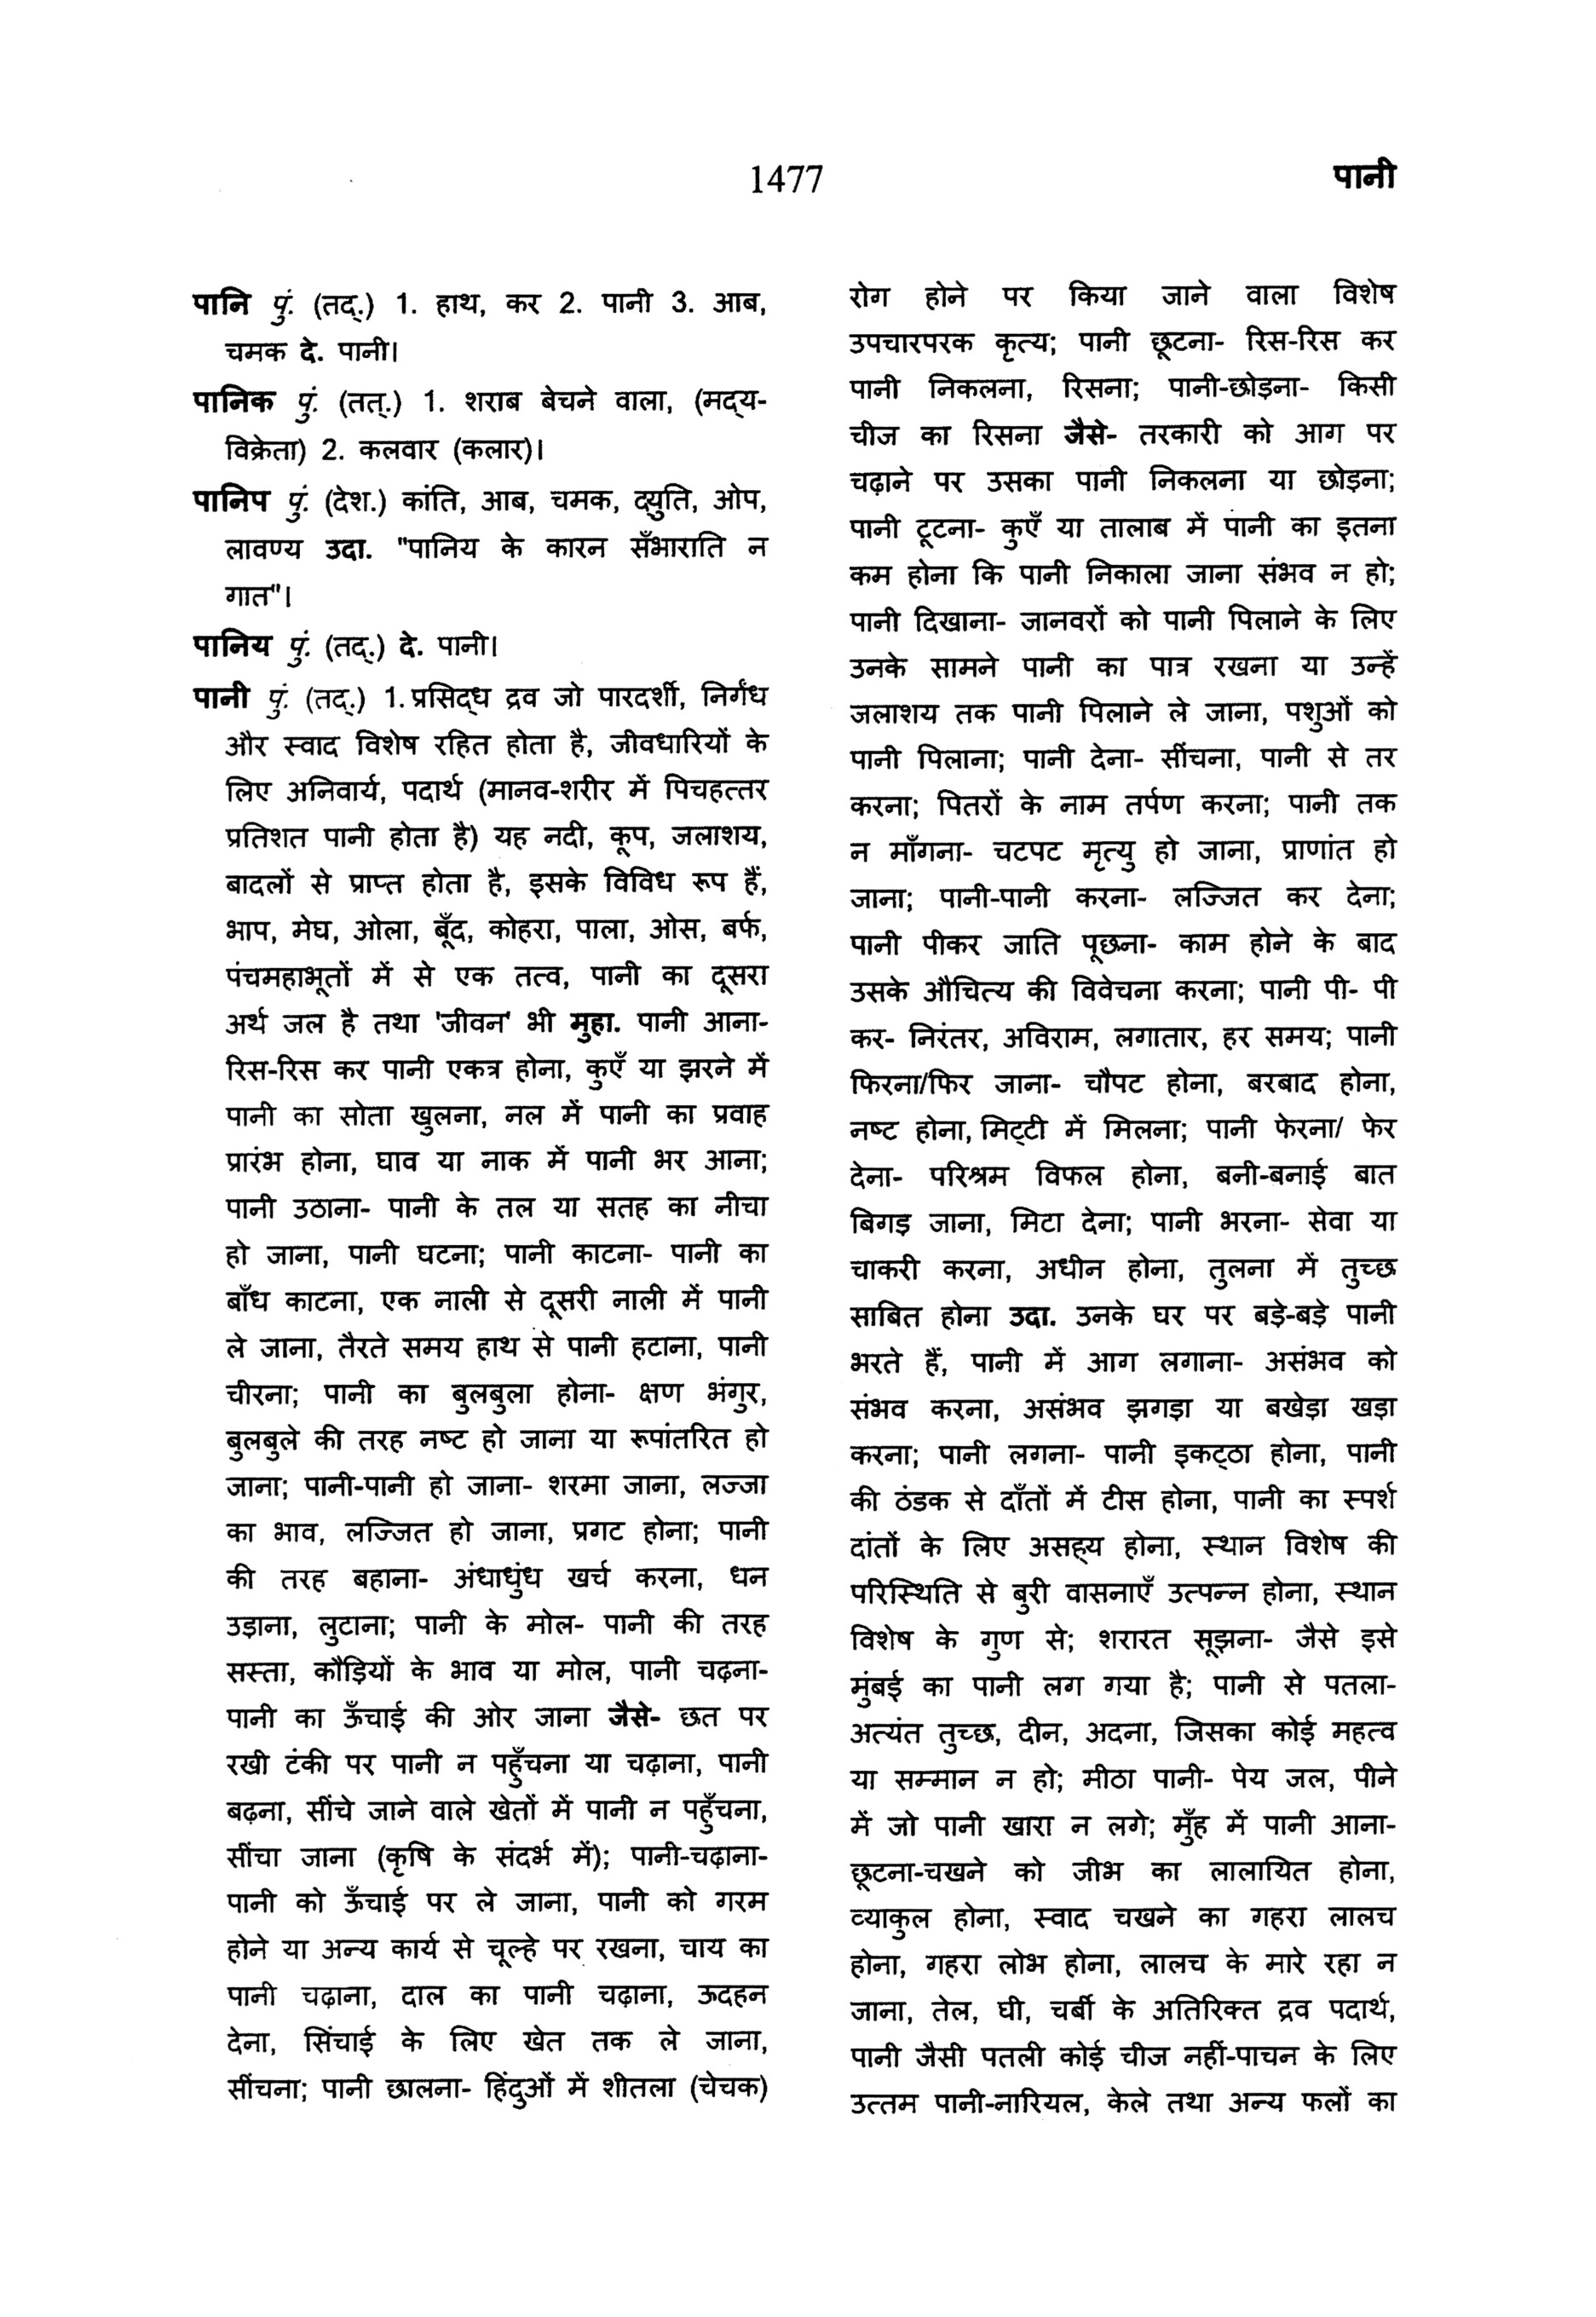 1477
पानी
पानि पुं. (तद्.) 1. हाथ, कर 2. पानी 3. आब,
चमक दे. पानी।
पानिक पुं. (तत्.) 1. शराब बेचने वाला, (मद्य-
विक्रेता) 2. कलवार (कलार)।
पानिप पुं. (देश.) कांति, आब, चमक, द्युति, ओप,
लावण्य उदा. "पानिय के कारन सँभाराति न
गात"।
पानिय पुं. (तद्.) दे. पानी।
पानी पुं. (तद्.) 1. प्रसिद्ध द्रव जो पारदर्शी, निर्गंध
और स्वाद विशेष रहित होता है, जीवधारियों के
लिए अनिवार्य, पदार्थ (मानव-शरीर में पिचहत्तर
प्रतिशत पानी होता है) यह नदी, कूप, जलाशय,
बादलों से प्राप्त होता है, इसके विविध रूप हैं,
भाप, मेघ, ओला, बूँद, कोहरा, पाला, ओस, बर्फ,
पंचमहाभूतों में से एक तत्व, पानी का दूसरा
अर्थ जल है तथा 'जीवन' भी मुहा. पानी आना-
रिस-रिस कर पानी एकत्र होना, कुएँ या झरने में
पानी का सोता खुलना, नल में पानी का प्रवाह
प्रारंभ होना, घाव या नाक में पानी भर आना;
पानी उठाना- पानी के तल या सतह का नीचा
हो जाना, पानी घटना; पानी काटना- पानी का
बाँध काटना, एक नाली से दूसरी नाली में पानी
ले जाना, तैरते समय हाथ से पानी हटाना, पानी
चीरना; पानी का बुलबुला होना- क्षण भंगुर,
बुलबुले की तरह नष्ट हो जाना या रूपांतरित हो
जाना; पानी-पानी हो जाना- शरमा जाना, लज्जा
का भाव, लज्जित हो जाना, प्रगट होना; पानी
की तरह बहाना- अंधाधुंध खर्च करना, धन
उड़ाना, लुटाना; पानी के मोल- पानी की तरह
सस्ता, कौड़ियों के भाव या मोल, पानी चढ़ना-
पानी का ऊँचाई की ओर जाना जैसे- छत पर
रखी टंकी पर पानी न पहुँचना या चढ़ाना, पानी
बढ़ना, सींचे जाने वाले खेतों में पानी न पहुँचना,
सींचा जाना (कृषि के संदर्भ में); पानी-चढ़ाना-
पानी को ऊँचाई पर ले जाना, पानी को गरम
होने या अन्य कार्य से चूल्हे पर रखना, चाय का
पानी चढ़ाना, दाल का पानी चढ़ाना, ऊदहन
देना, सिंचाई के लिए खेत तक ले जाना,
सींचना; पानी छालना- हिंदुओं में शीतला (चेचक)
रोग होने पर किया जाने वाला विशेष
उपचारपरक कृत्य; पानी छूटना- रिस-रिस कर
पानी निकलना, रिसना; पानी-छोड़ना- किसी
चीज का रिसना जैसे- तरकारी को आग पर
चढ़ाने पर उसका पानी निकलना या छोड़ना;
पानी टूटना- कुएँ या तालाब में पानी का इतना
कम होना कि पानी निकाला जाना संभव न हो;
पानी दिखाना- जानवरों को पानी पिलाने के लिए
उनके सामने पानी का पात्र रखना या उन्हें
जलाशय तक पानी पिलाने ले जाना, पशुओं को
पानी पिलाना; पानी देना- सींचना, पानी से तर
करना; पितरों के नाम तर्पण करना; पानी तक
न माँगना- चटपट मृत्यु हो जाना, प्राणांत हो
जाना; पानी-पानी करना- लज्जित कर देना;
पानी पीकर जाति पूछना- काम होने के बाद
उसके औचित्य की विवेचना करना; पानी पी- पी
कर- निरंतर, अविराम, लगातार, हर समय; पानी
फिरना/फिर जाना- चौपट होना, बरबाद होना,
नष्ट होना, मिट्टी में मिलना; पानी फेरना/ फेर
देना- परिश्रम विफल होना, बनी-बनाई बात
बिगड़ जाना, मिटा देना; पानी भरना- सेवा या
चाकरी करना, अधीन होना, तुलना में तुच्छ
साबित होना उदा. उनके घर पर बड़े-बड़े पानी
भरते हैं, पानी में आग लगाना- असंभव को
संभव करना, असंभव झगड़ा या बखेड़ा खड़ा
करना; पानी लगना- पानी इकट्ठा होना, पानी
की ठंडक से दाँतों में टीस होना, पानी का स्पर्श
दांतों के लिए असह्य होना, स्थान विशेष की
परिस्थिति से बुरी वासनाएँ उत्पन्न होना, स्थान
विशेष के गुण से; शरारत सूझना- जैसे इसे
मुंबई का पानी लग गया है; पानी से पतला-
अत्यंत तुच्छ, दीन, अदना, जिसका कोई महत्व
या सम्मान न हो; मीठा पानी- पेय जल, पीने
में जो पानी खारा न लगे; मुँह में पानी आना-
छूटना-चखने को जीभ का लालायित होना,
व्याकुल होना, स्वाद चखने का गहरा लालच
होना, गहरा लोभ होना, लालच के मारे रहा न
जाना, तेल, घी, चर्बी के अतिरिक्त द्रव पदार्थ,
पानी जैसी पतली कोई चीज नहीं-पाचन के लिए
उत्तम पानी-नारियल, केले तथा अन्य फलों का